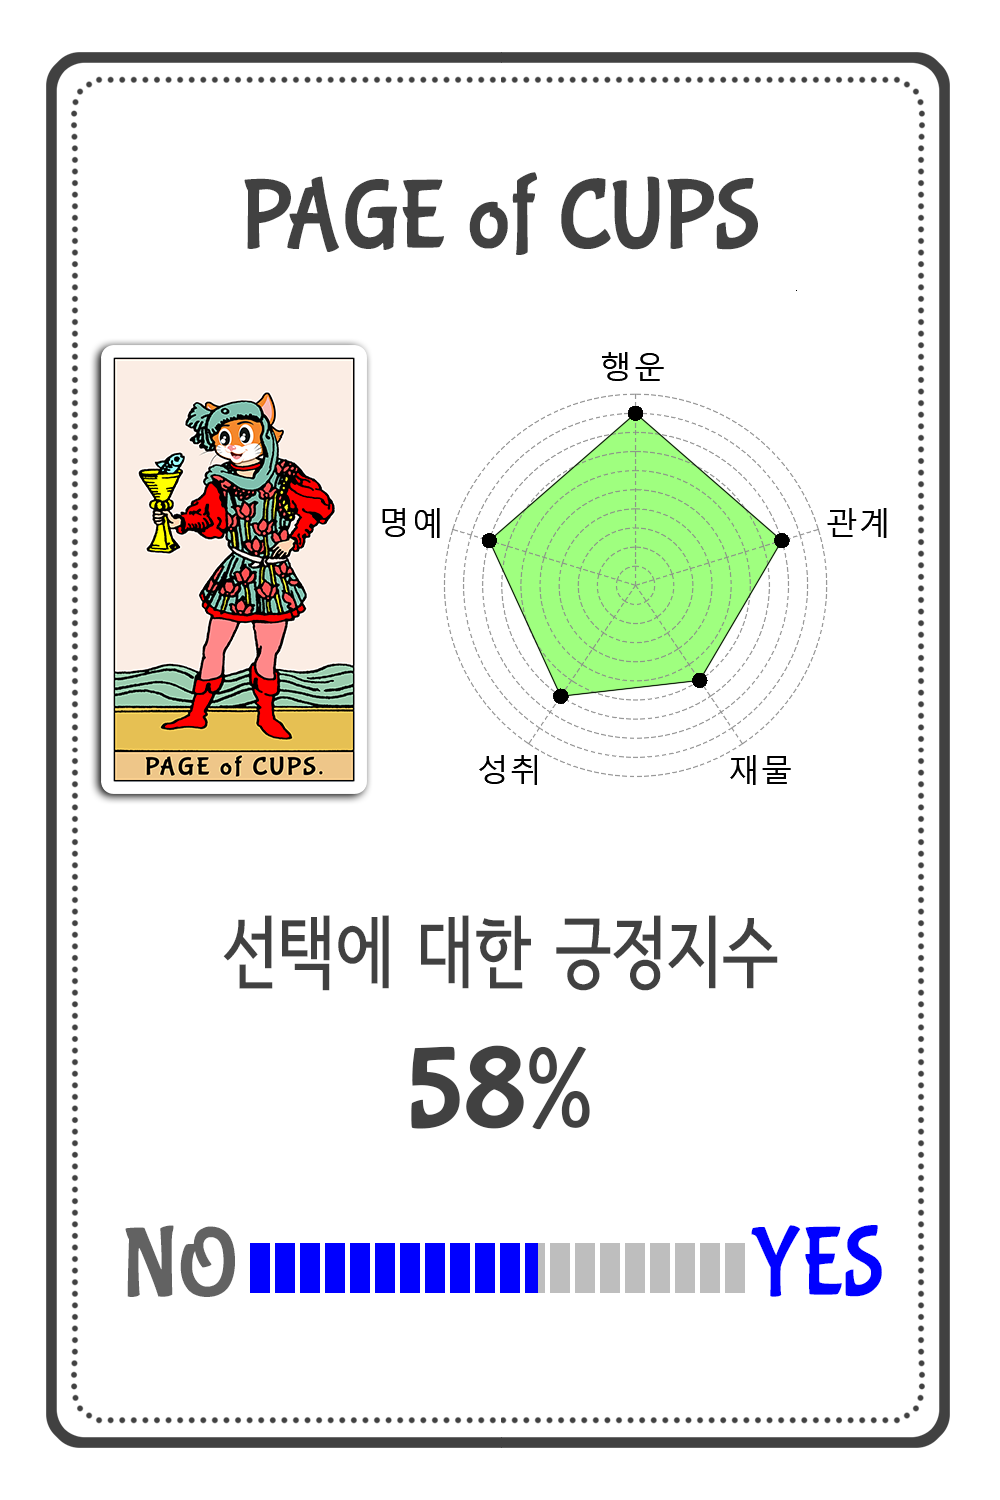 PAGE of CUPS
행운
명예
관계
성취
재물
PAGE of CUPS.
선택에 대한 긍정지수
58%
NO
YES